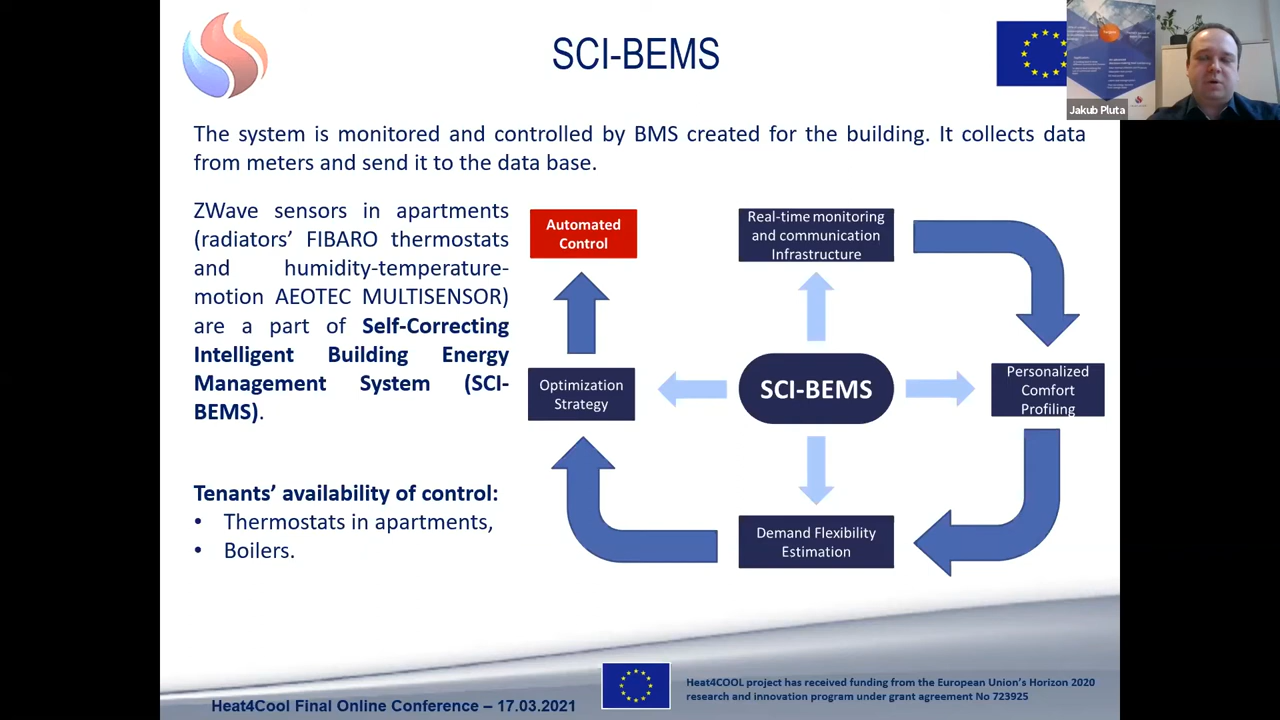 SCI-BEMS
Jakub Pluta
The system is monitored and controlled by BMS created for the building. It collects data
from meters and send it to the data base.
ZWave sensors in apartments
(radiators’ FIBARO thermostats
and humidity-temperature-
motion AEOTEC MULTISENSOR)
are a part of Self-Correcting
Intelligent Building Energy
Management System (SCI-
BEMS).
Tenants’ availability of control:
• Thermostats in apartments,
• Boilers.
Automated
Control
Real-time monitoring
and communication
Infrastructure
Optimization
Strategy
SCI-BEMS
Personalized
Comfort
Profiling
Demand Flexibility
Estimation
Heat4COOL project has received funding from the European Union’s Horizon 2020
research and innovation program under grant agreement No 723925
Heat4Cool Final Online Conference – 17.03.2021